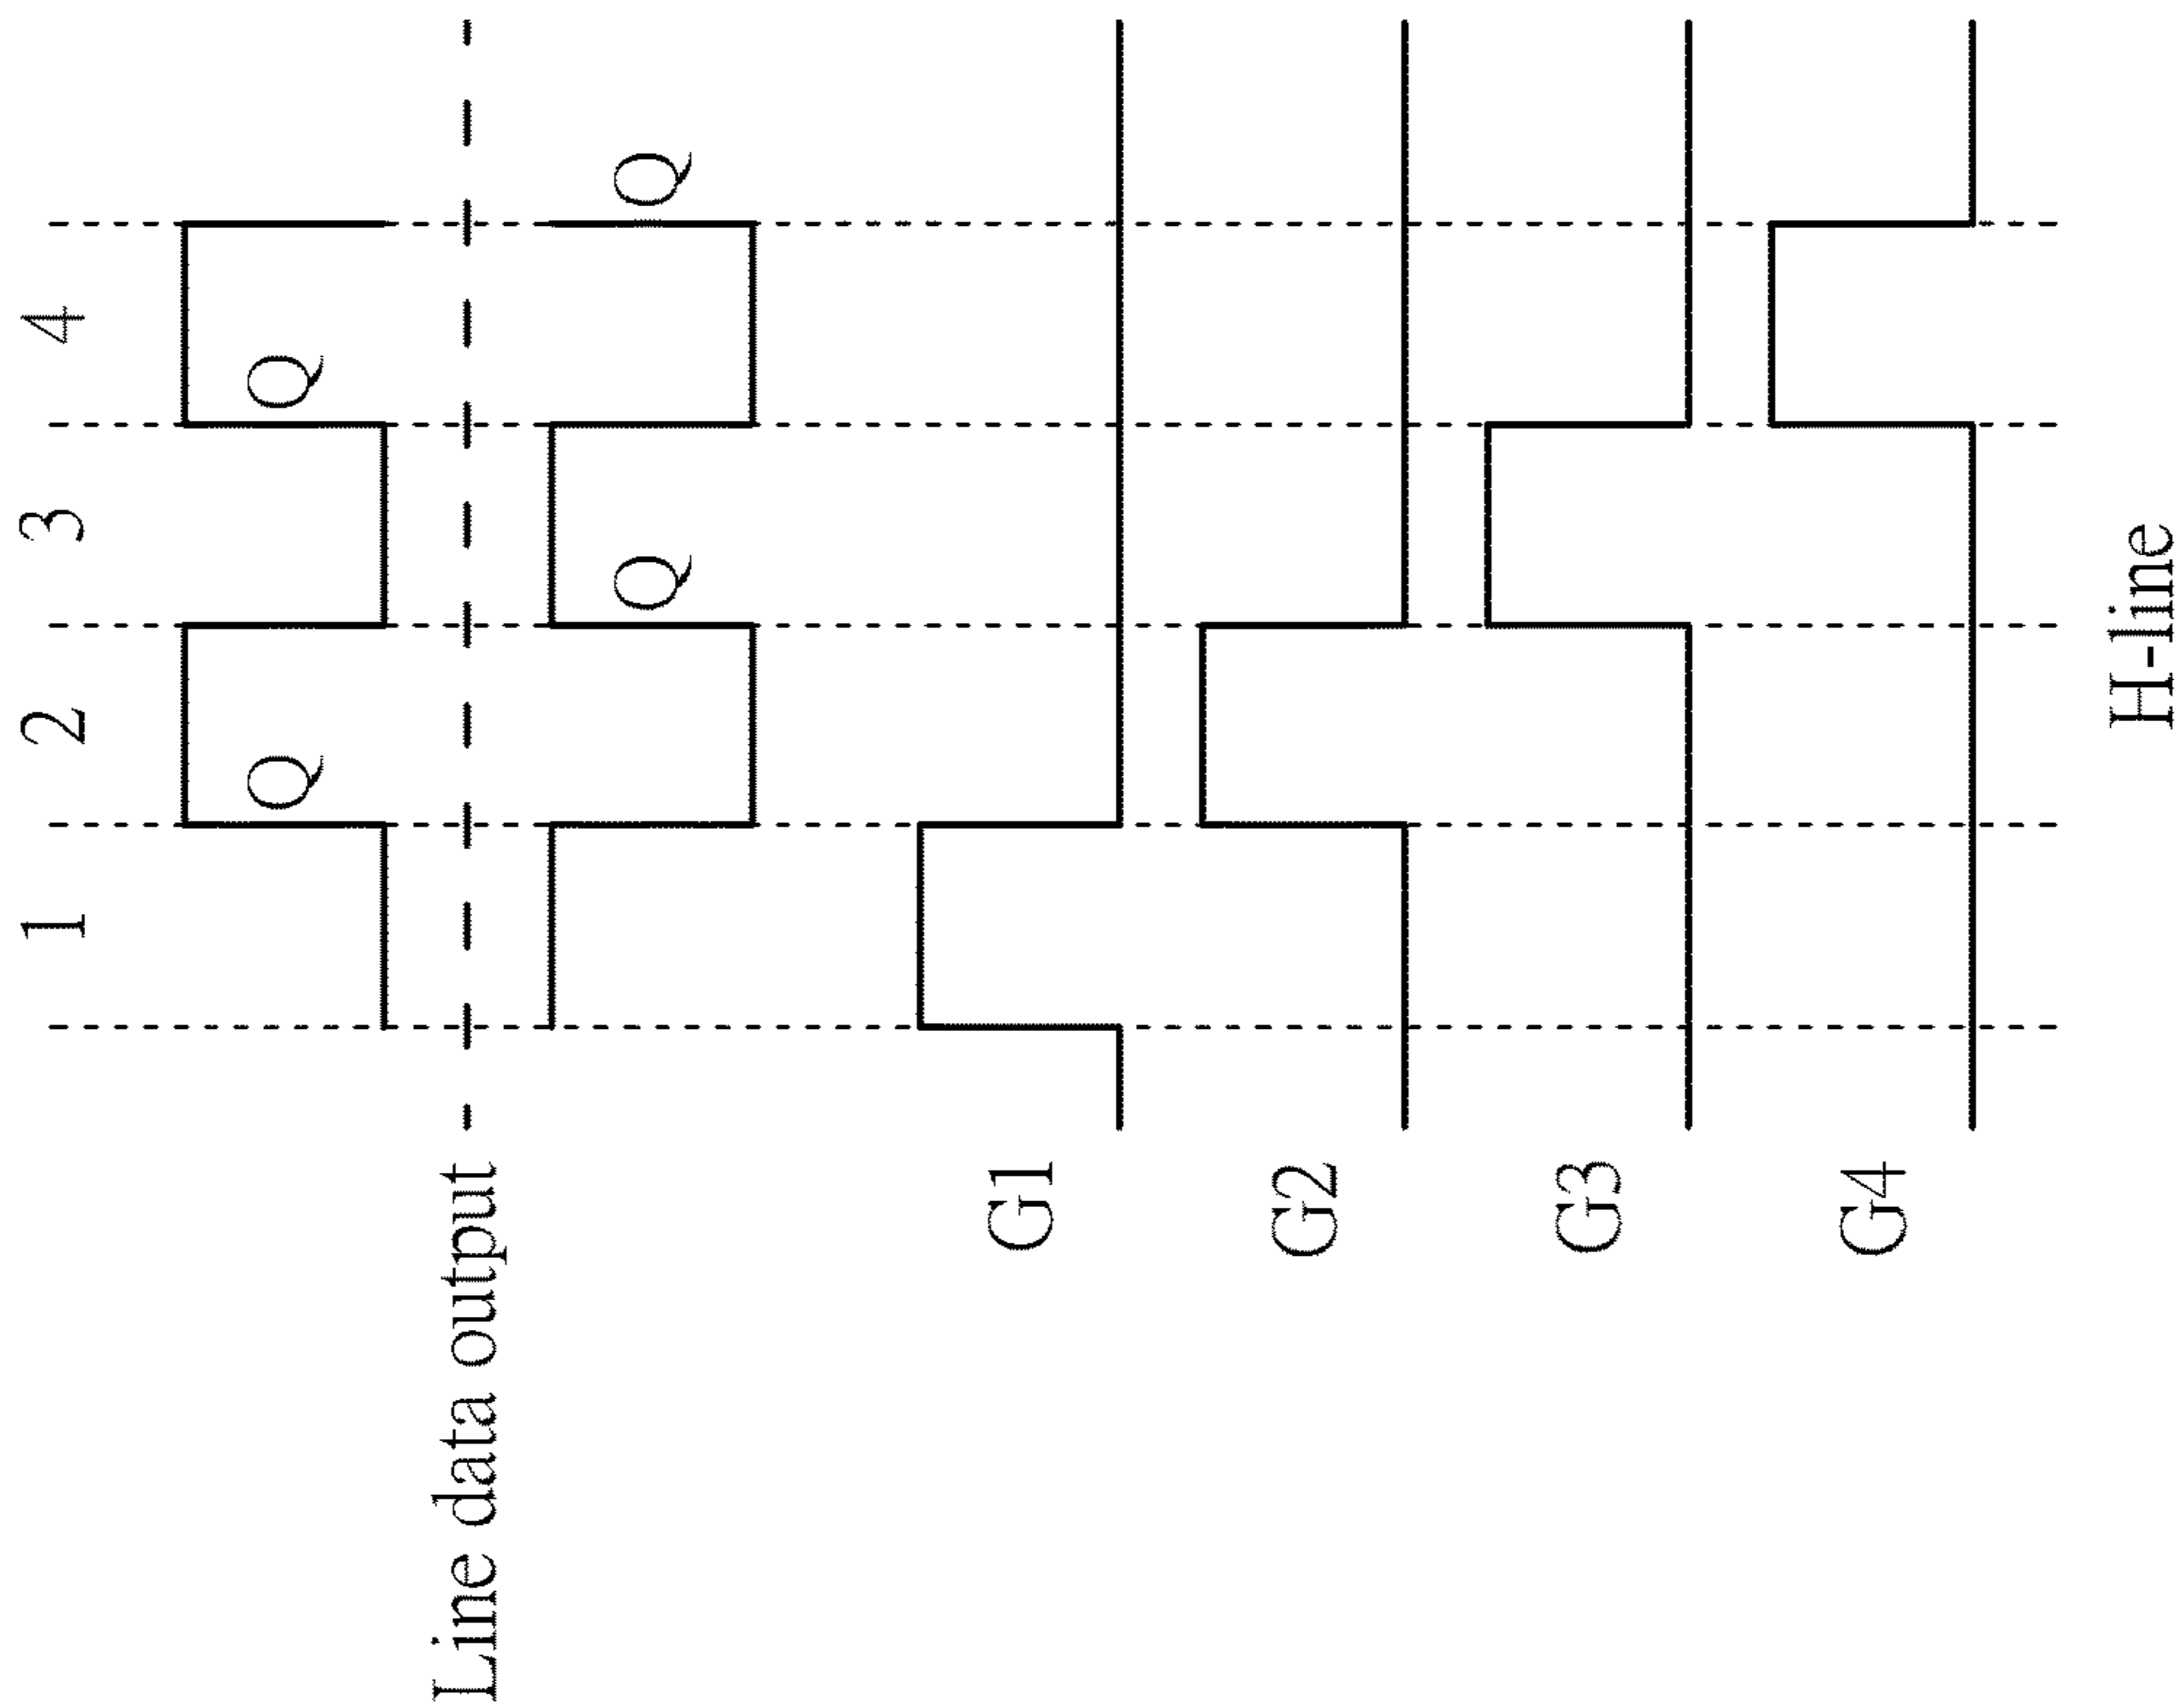 1 2 3 4
Q Q
Line data output
Q Q
G1
G2
G3
G4
H-line